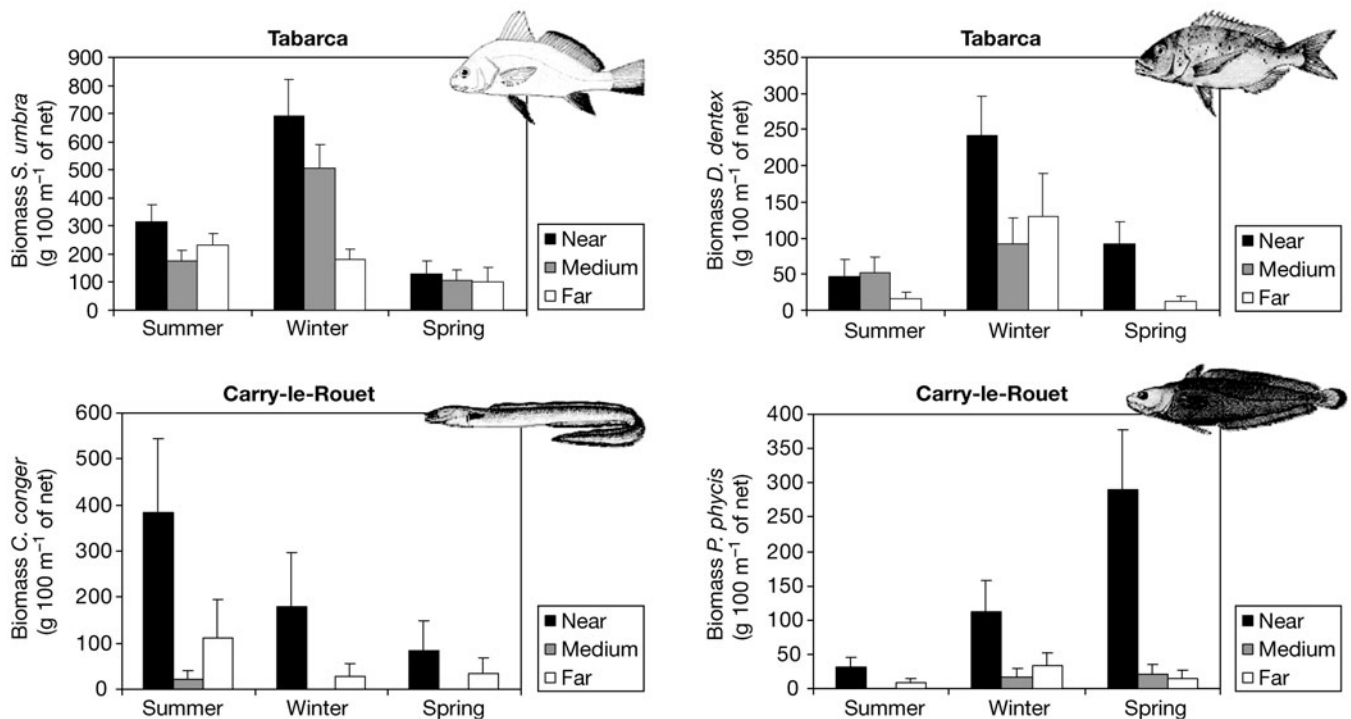 Tabarca
Biomass S. umbra
(g 100 m⁻¹ of net)
900
800
700
600
500
400
300
200
100
0
Summer
Winter
Spring
Near
Medium
Far
Tabarca
Biomass D. dentex
(g 100 m⁻¹ of net)
350
300
250
200
150
100
50
0
Summer
Winter
Spring
Near
Medium
Far
Carry-le-Rouet
Biomass C. conger
(g 100 m⁻¹ of net)
600
500
400
300
200
100
0
Summer
Winter
Spring
Near
Medium
Far
Carry-le-Rouet
Biomass P. phycis
(g 100 m⁻¹ of net)
400
350
300
250
200
150
100
50
0
Summer
Winter
Spring
Near
Medium
Far